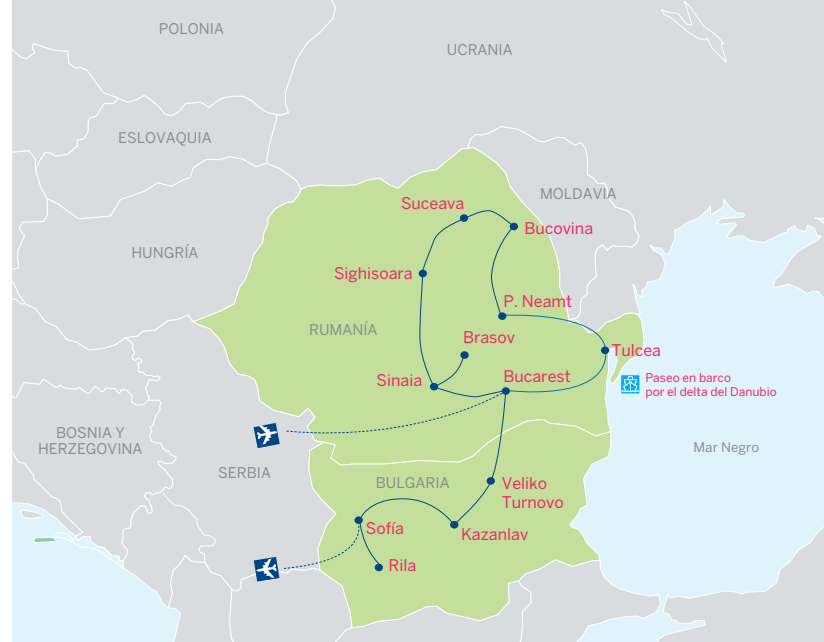 POLONIA
UCRANIA
ESLOVAQUIA
MOLDAVIA
Suceava
Bucovina
HUNGRÍA
Sighisoara
P. Neamt
RUMANÍA
Brasov
Tulcea
Sinaia
Bucarest
Paseo en barco
por el delta del Danubio
BOSNIA Y
HERZEGOVINA
Mar Negro
SERBIA
BULGARIA
Veliko
Turnovo
Sofía
Kazanlav
Rila